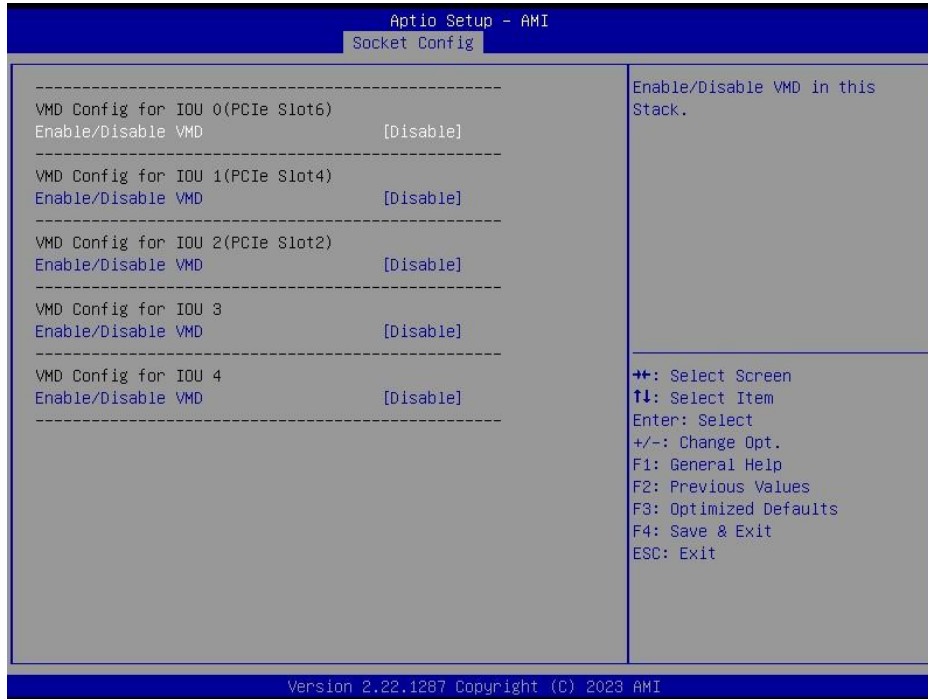 Aptio Setup - AMI
Socket Config
------------------------------------------------
VMD Config for IOU 0(PCIe Slot6)
Enable/Disable VMD [Disable]
------------------------------------------------
VMD Config for IOU 1(PCIe Slot4)
Enable/Disable VMD [Disable]
------------------------------------------------
VMD Config for IOU 2(PCIe Slot2)
Enable/Disable VMD [Disable]
------------------------------------------------
VMD Config for IOU 3
Enable/Disable VMD [Disable]
------------------------------------------------
VMD Config for IOU 4
Enable/Disable VMD [Disable]
------------------------------------------------
Enable/Disable VMD in this
Stack.
→←: Select Screen
↑↓: Select Item
Enter: Select
+/-: Change Opt.
F1: General Help
F2: Previous Values
F3: Optimized Defaults
F4: Save & Exit
ESC: Exit
Version 2.22.1287 Copyright (C) 2023 AMI